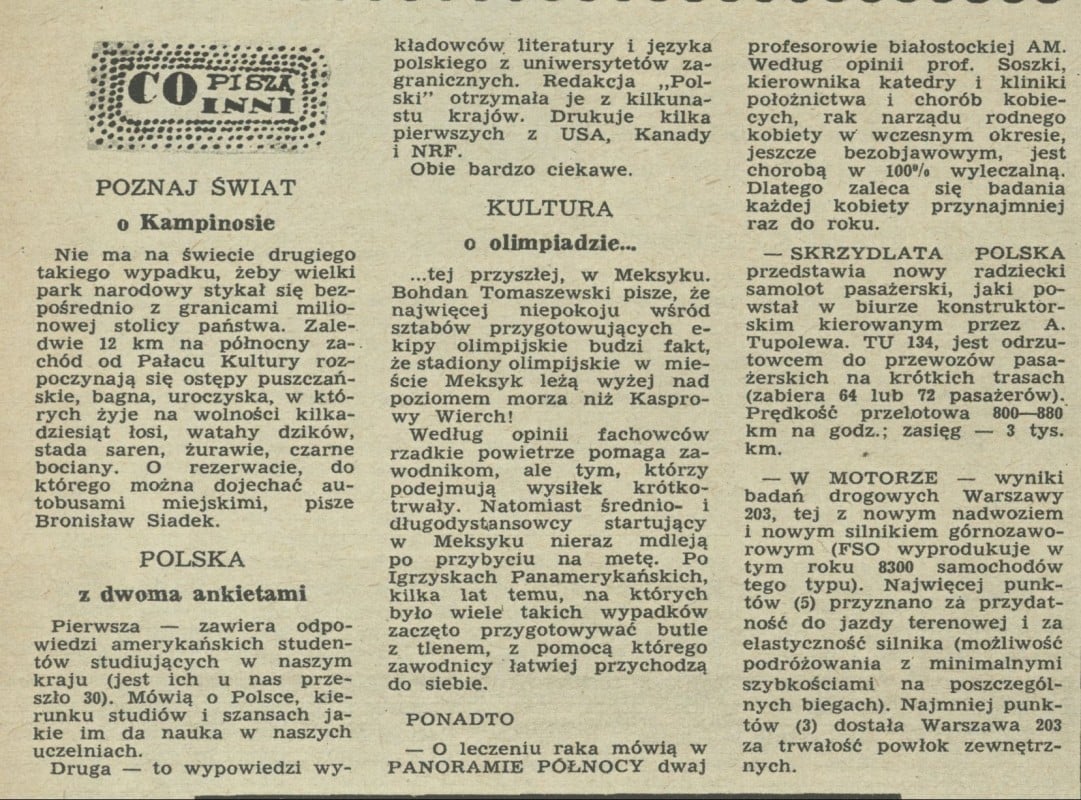 CO PISZĄ
INNI
POZNAJ ŚWIAT
o Kampinosie
Nie ma na świecie drugiego
takiego wypadku, żeby wielki
park narodowy stykał się bez-
pośrednio z granicami milio-
nowej stolicy państwa. Zale-
dwie 12 km na północny za-
chód od Pałacu Kultury roz-
poczynają się ostępy puszczań-
skie, bagna, uroczyska, w któ-
rych żyje na wolności kilka-
dziesiąt łosi, watahy dzików,
stada saren, żurawie, czarne
bociany. O rezerwacie, do
którego można dojechać au-
tobusami miejskimi, pisze
Bronisław Siadek.
POLSKA
z dwoma ankietami
Pierwsza — zawiera odpo-
wiedzi amerykańskich studen-
tów studiujących w naszym
kraju (jest ich u nas prze-
szło 30). Mówią o Polsce, kie-
runku studiów i szansach ja-
kie im da nauka w naszych
uczelniach.
Druga — to wypowiedzi wy-
kładowców literatury i języka
polskiego z uniwersytetów za-
granicznych. Redakcja „Pol-
ski" otrzymała je z kilkuna-
stu krajów. Drukuje kilka
pierwszych z USA, Kanady
i NRF.
Obie bardzo ciekawe.
KULTURA
o olimpiadzie...
...tej przyszłej, w Meksyku.
Bohdan Tomaszewski pisze, że
najwięcej niepokoju wśród
sztabów przygotowujących e-
kipy olimpijskie budzi fakt,
że stadiony olimpijskie w mie-
ście Meksyk leżą wyżej nad
poziomem morza niż Kaspro-
wy Wierch!
Według opinii fachowców
rzadkie powietrze pomaga za-
wodnikom, ale tym, którzy
podejmują wysiłek krótko-
trwały. Natomiast średnio- i
długodystansowcy startujący
w Meksyku nieraz mdleją
po przybyciu na metę. Po
Igrzyskach Panamerykańskich,
kilka lat temu, na których
było wiele takich wypadków
zaczęto przygotowywać butle
z tlenem, z pomocą którego
zawodnicy łatwiej przychodzą
do siebie.
PONADTO
— O leczeniu raka mówią w
PANORAMIE PÓŁNOCY dwaj
profesorowie białostockiej AM.
Według opinii prof. Soszki,
kierownika katedry i kliniki
położnictwa i chorób kobie-
cych, rak narządu rodnego
kobiety w wczesnym okresie,
jeszcze bezobjawowym, jest
chorobą w 100% wyleczalną.
Dlatego zaleca się badania
każdej kobiety przynajmniej
raz do roku.
— SKRZYDLATA POLSKA
przedstawia nowy radziecki
samolot pasażerski, jaki po-
wstał w biurze konstruktor-
skim kierowanym przez A.
Tupolewa. TU 134, jest odrzu-
towcem do przewozów pasa-
żerskich na krótkich trasach
(zabiera 64 lub 72 pasażerów).
Prędkość przelotowa 800—880
km na godz.; zasięg — 3 tys.
km.
— W MOTORZE — wyniki
badań drogowych Warszawy
203, tej z nowym nadwoziem
i nowym silnikiem górnozawo-
rowym (FSO wyprodukuje w
tym roku 8300 samochodów
tego typu). Najwięcej punk-
tów (5) przyznano za przydat-
ność do jazdy terenowej i za
elastyczność silnika (możliwość
podróżowania z minimalnymi
szybkościami na poszczegól-
nych biegach). Najmniej punk-
tów (3) dostała Warszawa 203
za trwałość powłok zewnętrz-
nych.